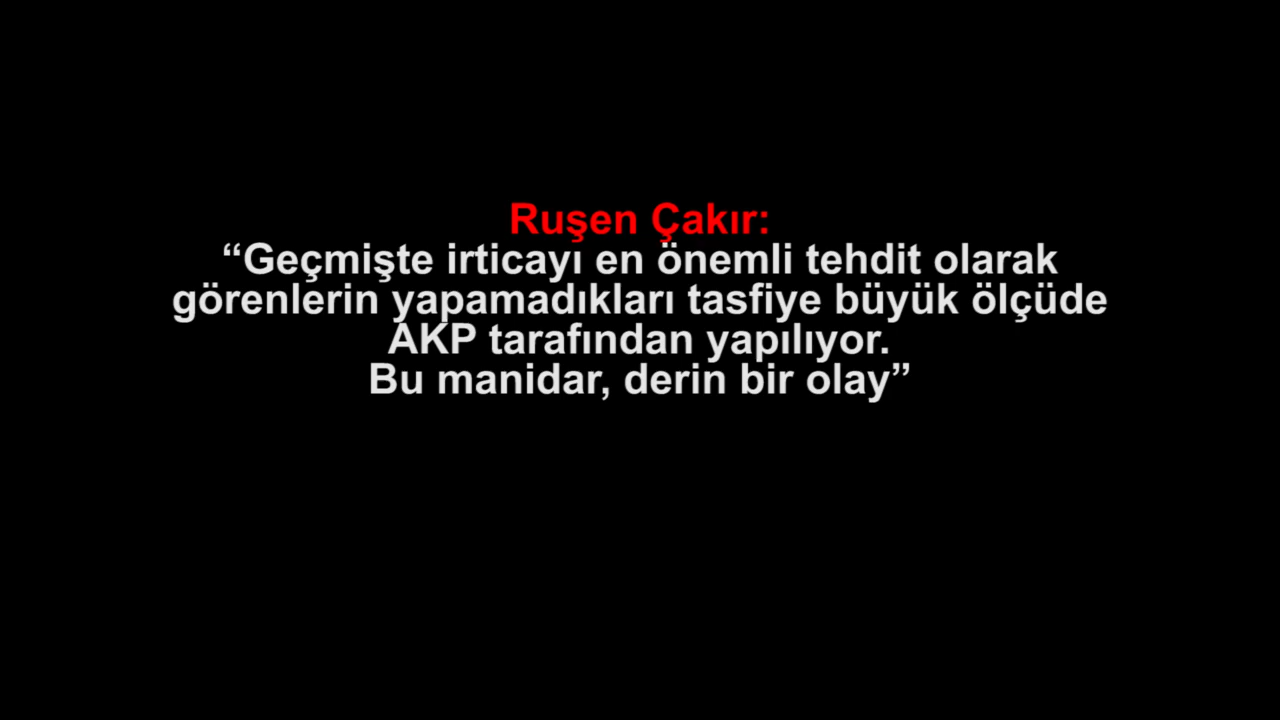 Ruşen Çakır:
“Geçmişte irticayı en önemli tehdit olarak
görenlerin yapamadıkları tasfiye büyük ölçüde
AKP tarafından yapılıyor.
Bu manidar, derin bir olay”